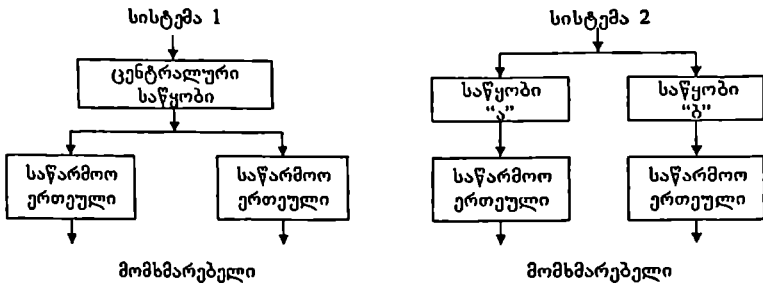 სისტემა 1
ცენტრალური
საწყობი
საწარმოო
ერთეული
საწარმოო
ერთეული
მომხმარებელი
სისტემა 2
საწყობი
“ა”
საწყობი
“ბ”
საწარმოო
ერთეული
საწარმოო
ერთეული
მომხმარებელი